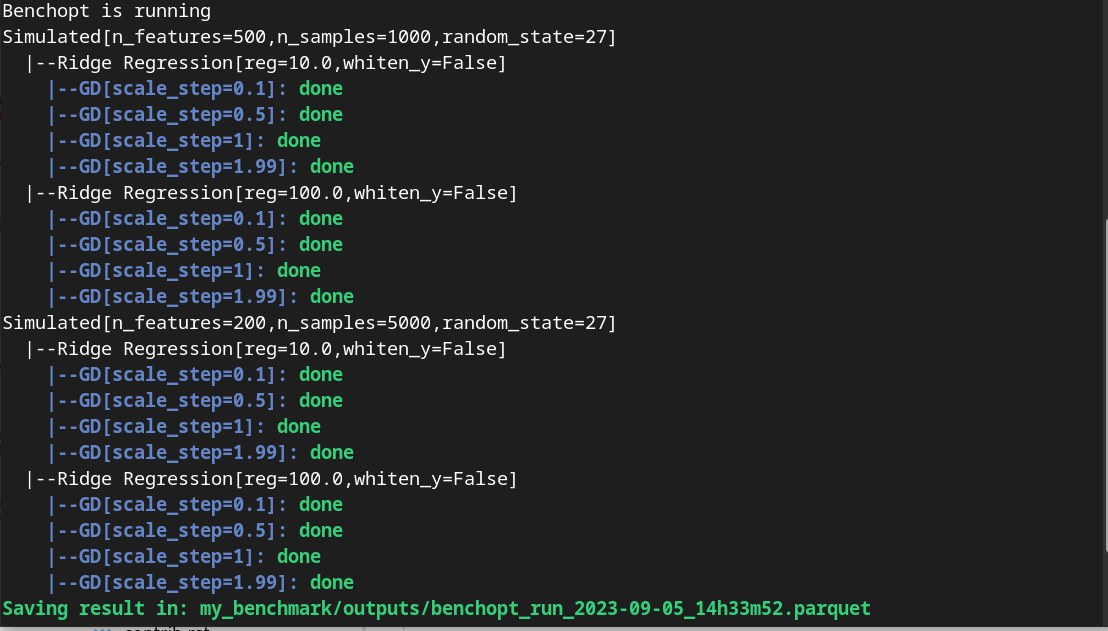 Benchopt is running
Simulated[n_features=500,n_samples=1000,random_state=27]
  |--Ridge Regression[reg=10.0,whiten_y=False]
    |--GD[scale_step=0.1]: done
    |--GD[scale_step=0.5]: done
    |--GD[scale_step=1]: done
    |--GD[scale_step=1.99]: done
  |--Ridge Regression[reg=100.0,whiten_y=False]
    |--GD[scale_step=0.1]: done
    |--GD[scale_step=0.5]: done
    |--GD[scale_step=1]: done
    |--GD[scale_step=1.99]: done
Simulated[n_features=200,n_samples=5000,random_state=27]
  |--Ridge Regression[reg=10.0,whiten_y=False]
    |--GD[scale_step=0.1]: done
    |--GD[scale_step=0.5]: done
    |--GD[scale_step=1]: done
    |--GD[scale_step=1.99]: done
  |--Ridge Regression[reg=100.0,whiten_y=False]
    |--GD[scale_step=0.1]: done
    |--GD[scale_step=0.5]: done
    |--GD[scale_step=1]: done
    |--GD[scale_step=1.99]: done
Saving result in: my_benchmark/outputs/benchopt_run_2023-09-05_14h33m52.parquet